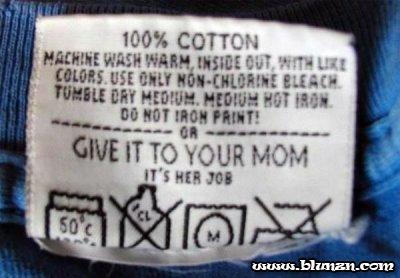 100% COTTON
MACHINE WASH WARM, INSIDE OUT, WITH LIKE
COLORS. USE ONLY NON-CHLORINE BLEACH.
TUMBLE DRY MEDIUM. MEDIUM HOT IRON.
DO NOT IRON PRINT!
OR
GIVE IT TO YOUR MOM
IT'S HER JOB
60°C
CL
M
www.blunzn.com